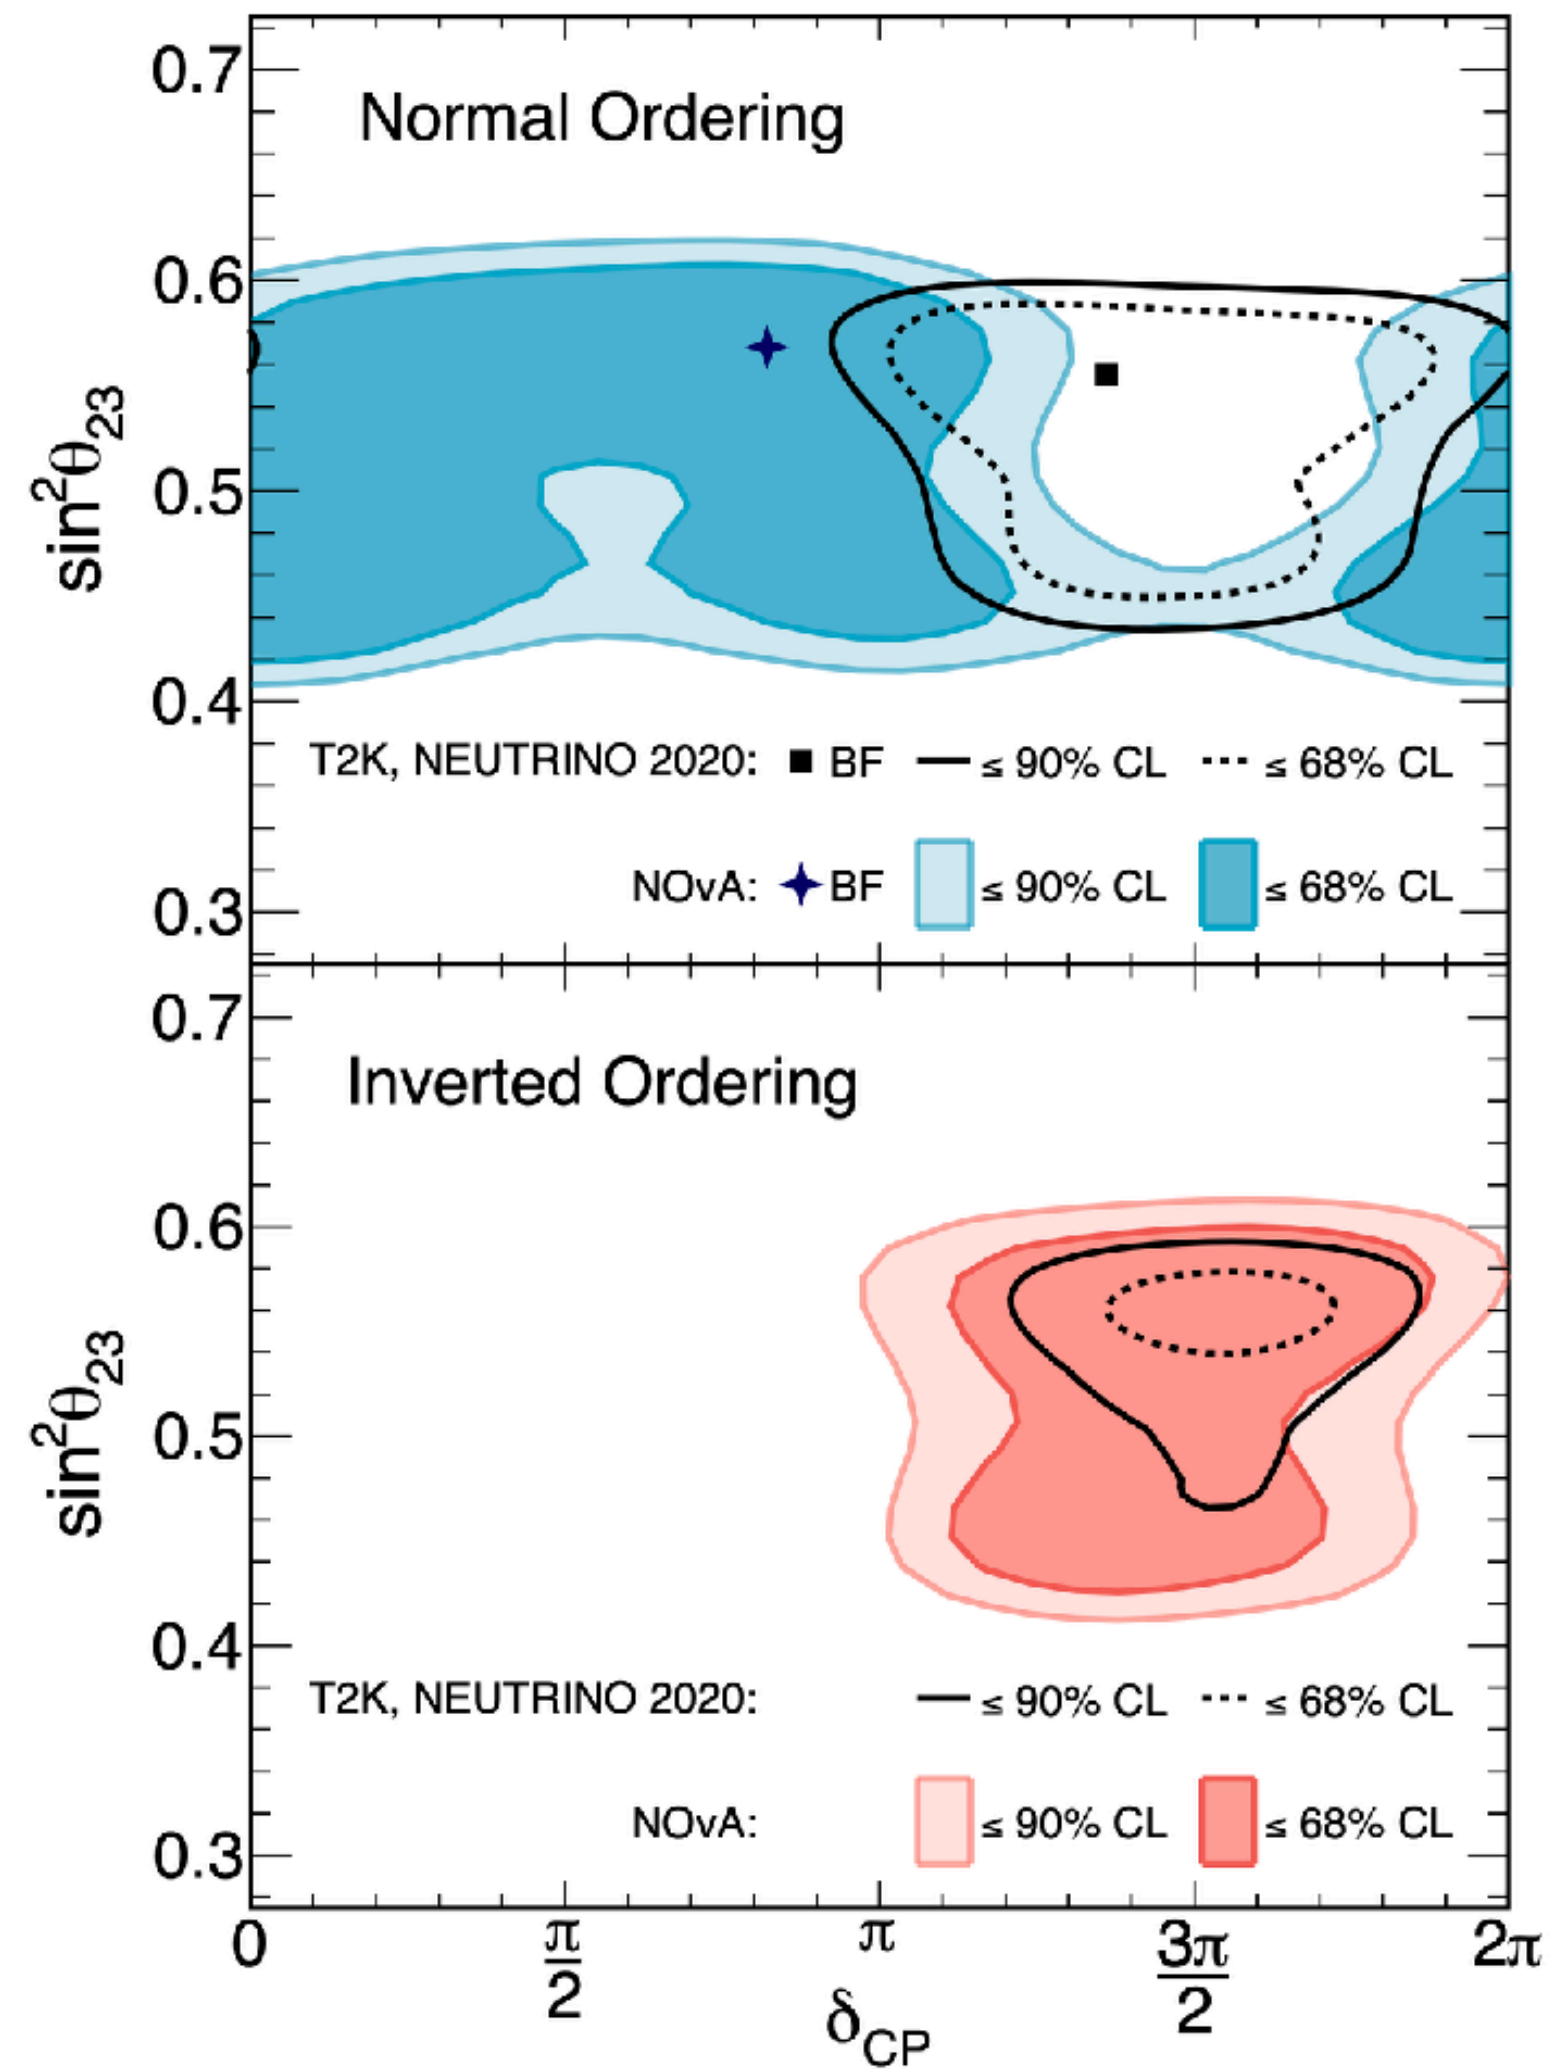 0.7
Normal Ordering
0.6
sin²θ₂₃
0.5
0.4
T2K, NEUTRINO 2020: BF ≤ 90% CL ≤ 68% CL
NOvA: BF ≤ 90% CL ≤ 68% CL
0.3
0.7
Inverted Ordering
0.6
sin²θ₂₃
0.5
0.4
T2K, NEUTRINO 2020: ≤ 90% CL ≤ 68% CL
NOvA: ≤ 90% CL ≤ 68% CL
0.3
0 π/2 π 3π/2 2π
δCP